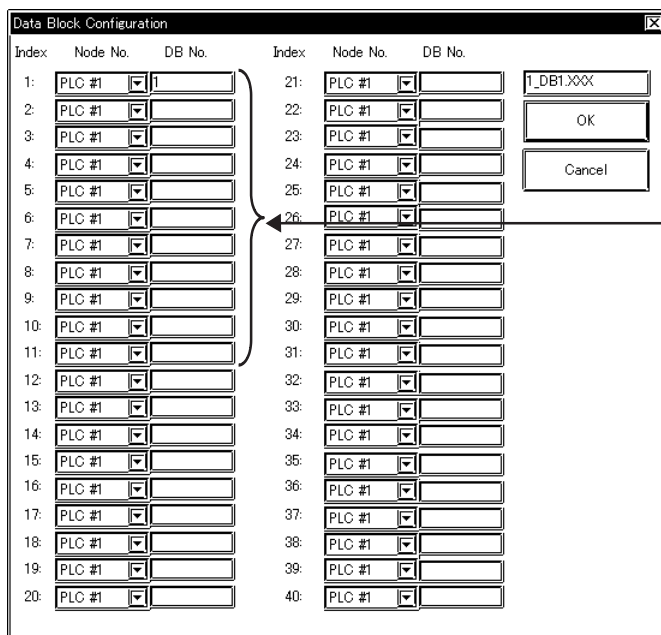 Data Block Configuration
Index Node No. DB No. Index Node No. DB No.
1: PLC #1 1 21: PLC #1 1_DB1.XXX
2: PLC #1 22: PLC #1 OK
3: PLC #1 23: PLC #1
4: PLC #1 24: PLC #1 Cancel
5: PLC #1 25: PLC #1
6: PLC #1 26: PLC #1
7: PLC #1 27: PLC #1
8: PLC #1 28: PLC #1
9: PLC #1 29: PLC #1
10: PLC #1 30: PLC #1
11: PLC #1 31: PLC #1
12: PLC #1 32: PLC #1
13: PLC #1 33: PLC #1
14: PLC #1 34: PLC #1
15: PLC #1 35: PLC #1
16: PLC #1 36: PLC #1
17: PLC #1 37: PLC #1
18: PLC #1 38: PLC #1
19: PLC #1 39: PLC #1
20: PLC #1 40: PLC #1